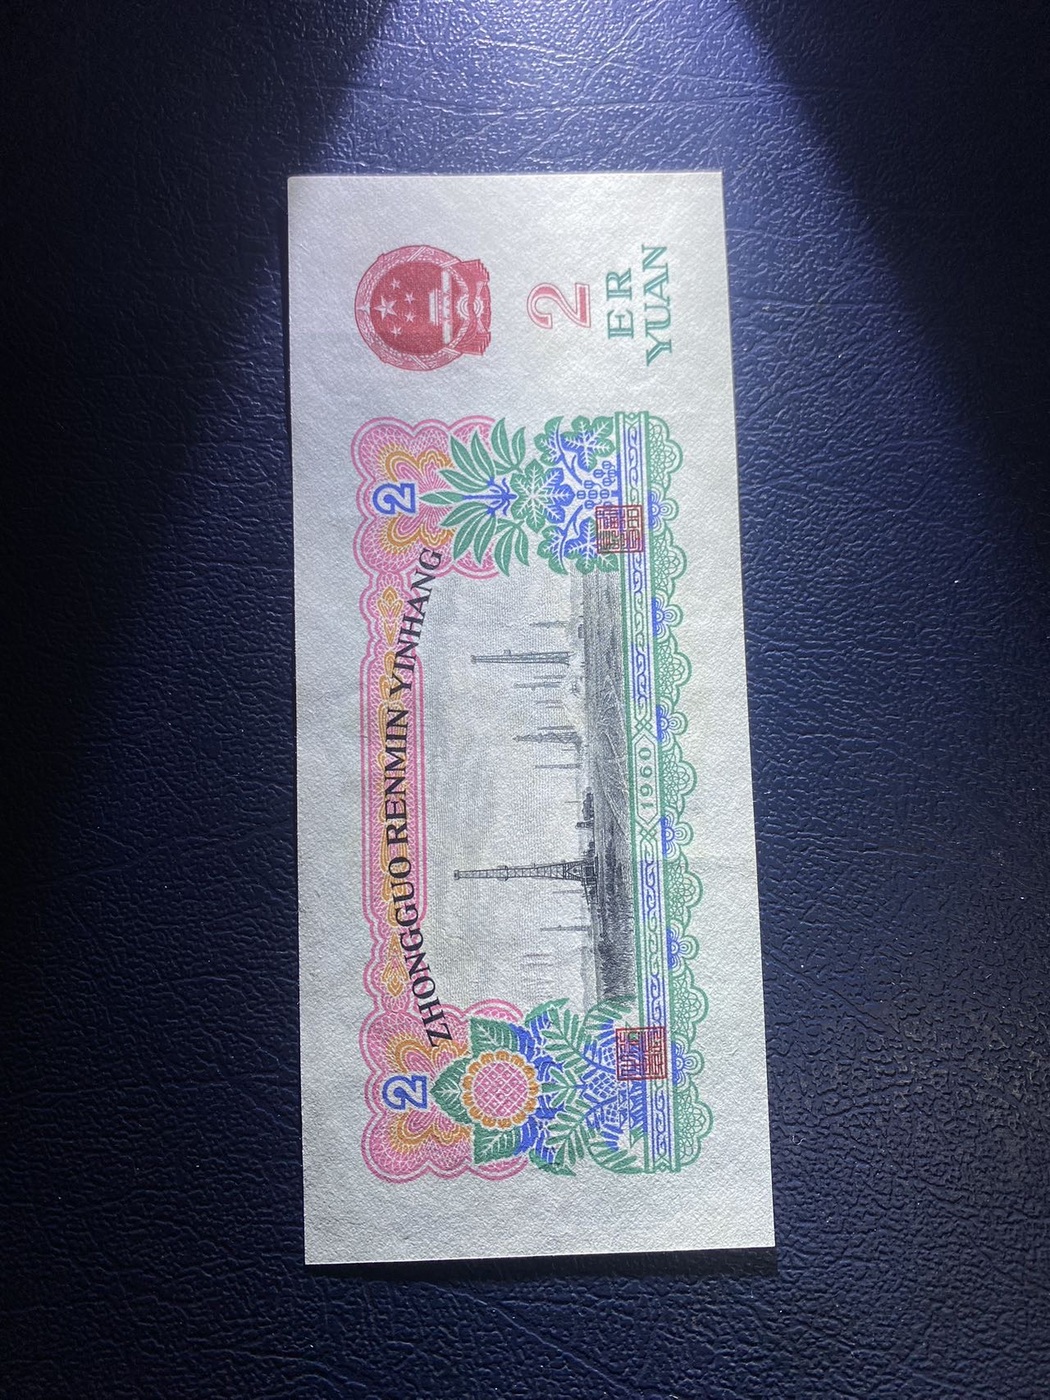 ZHONGGUO RENMIN YINHANG
2
2
2
ER
YUAN
1960